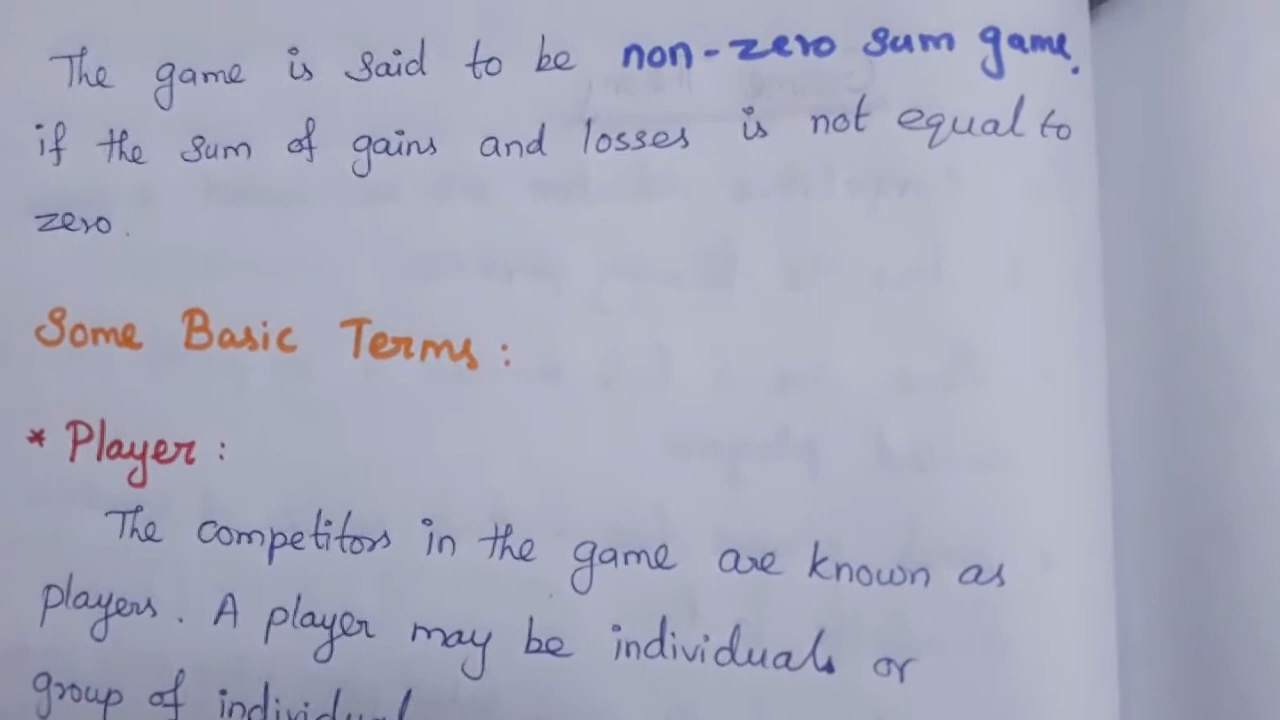 The game is said to be non-zero sum game.
if the sum of gains and losses is not equal to
zero.
Some Basic Terms :
* Player :
The competitors in the game are known as
players. A player may be individuals or
group of individual